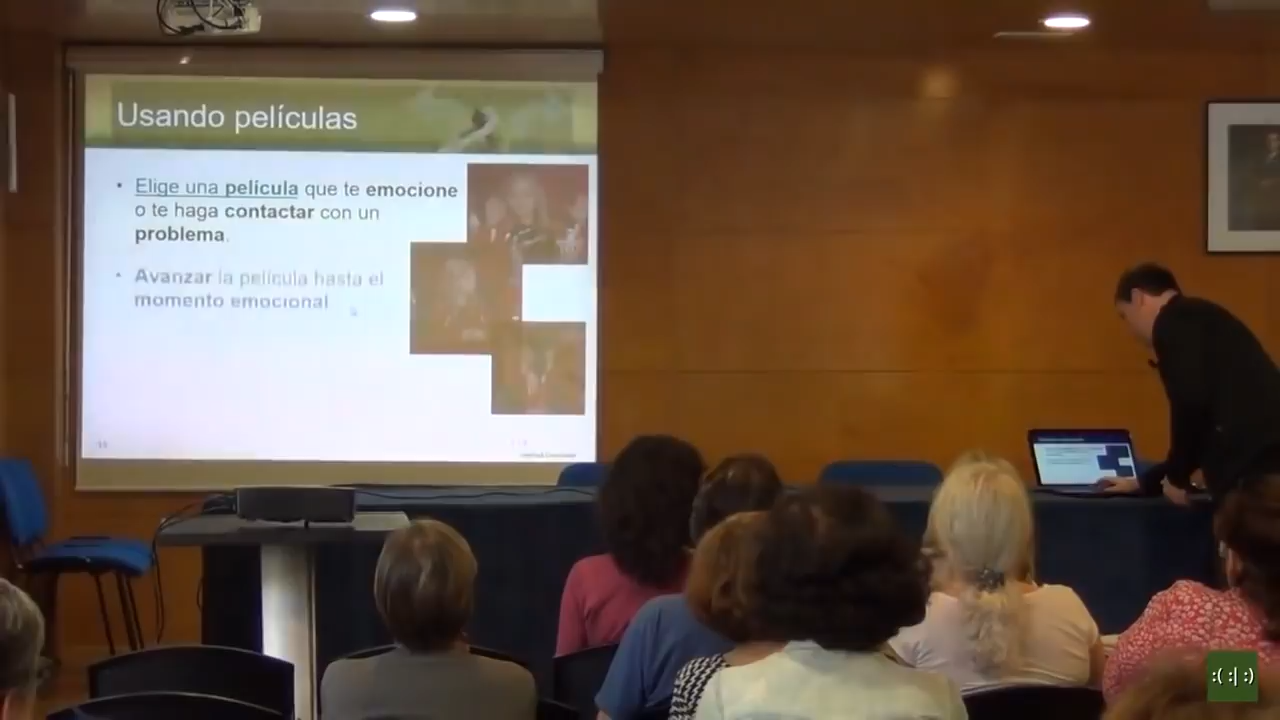 Usando películas
• Elige una película que te emocione
o te haga contactar con un
problema.
• Avanzar la película hasta el
momento emocional
:( :| :)